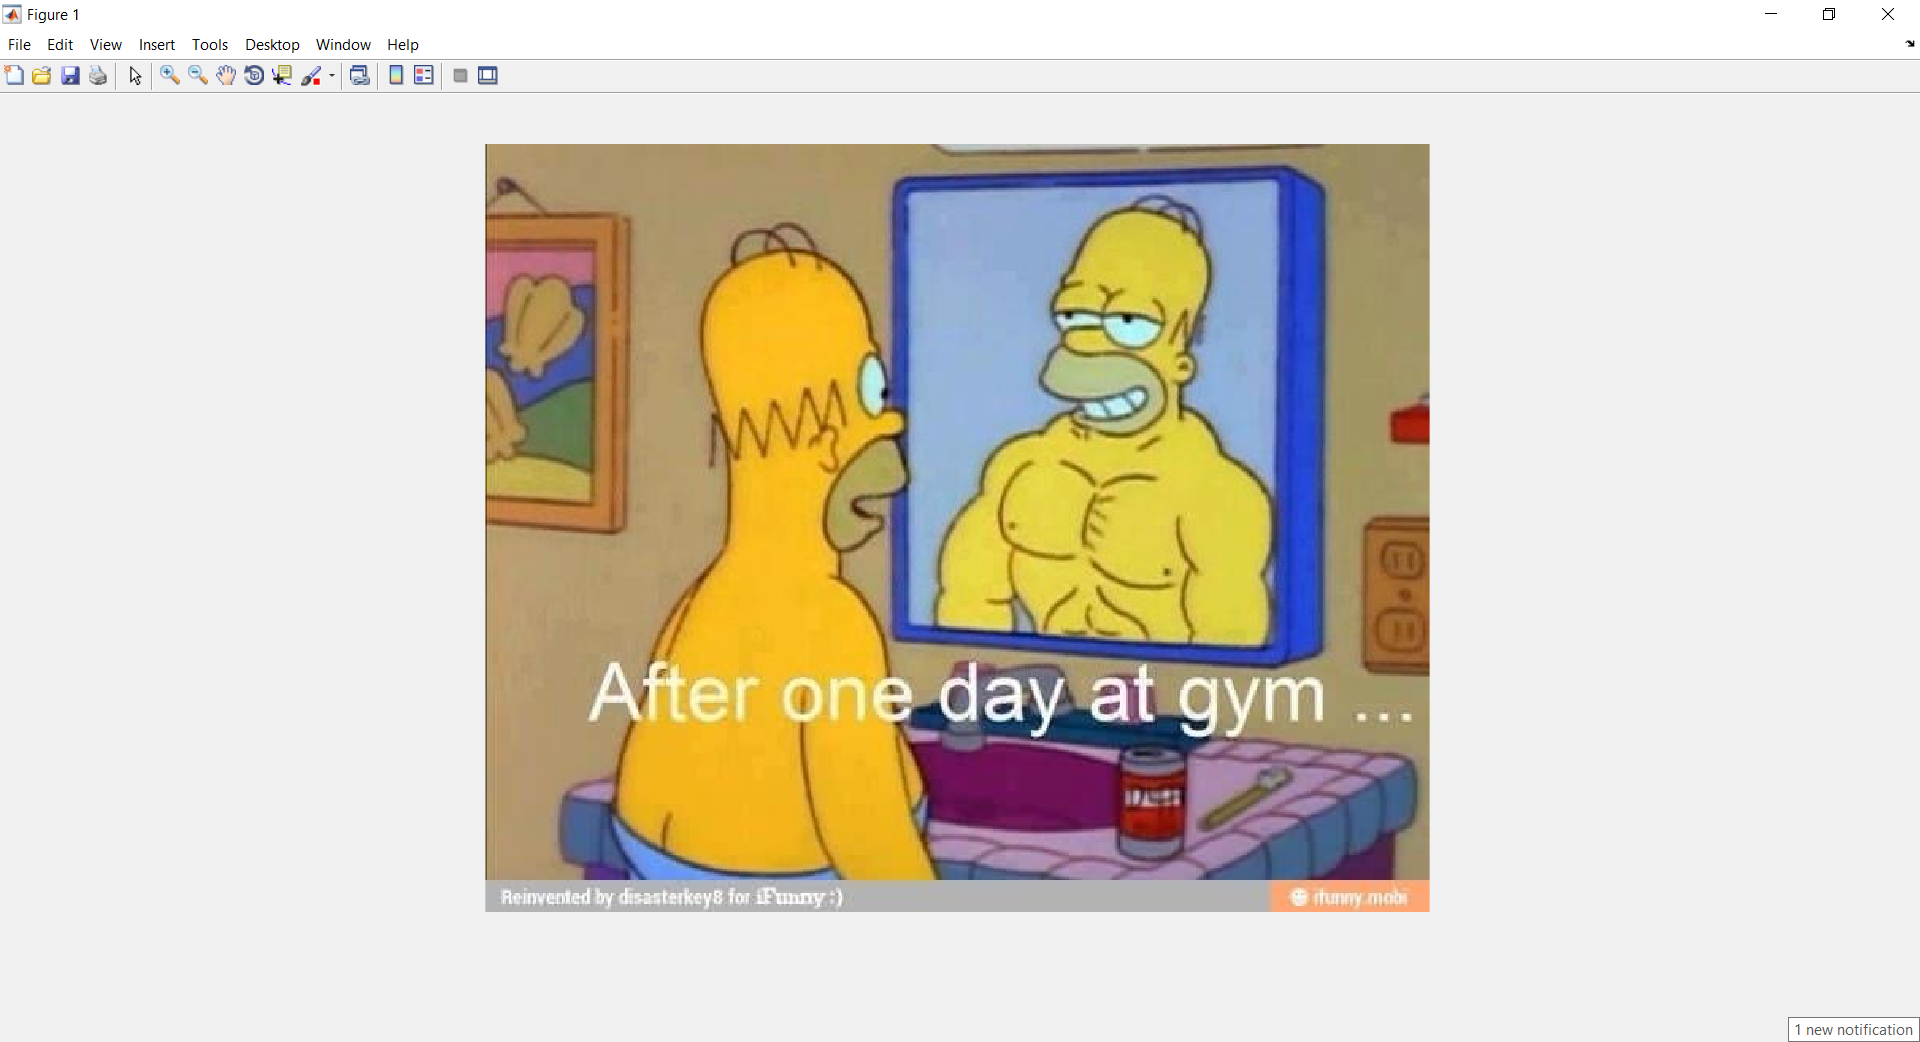 Figure 1
File Edit View Insert Tools Desktop Window Help
After one day at gym ...
Reinvented by disasterkey8 for iFunny :)
ifunny.mobi
1 new notification